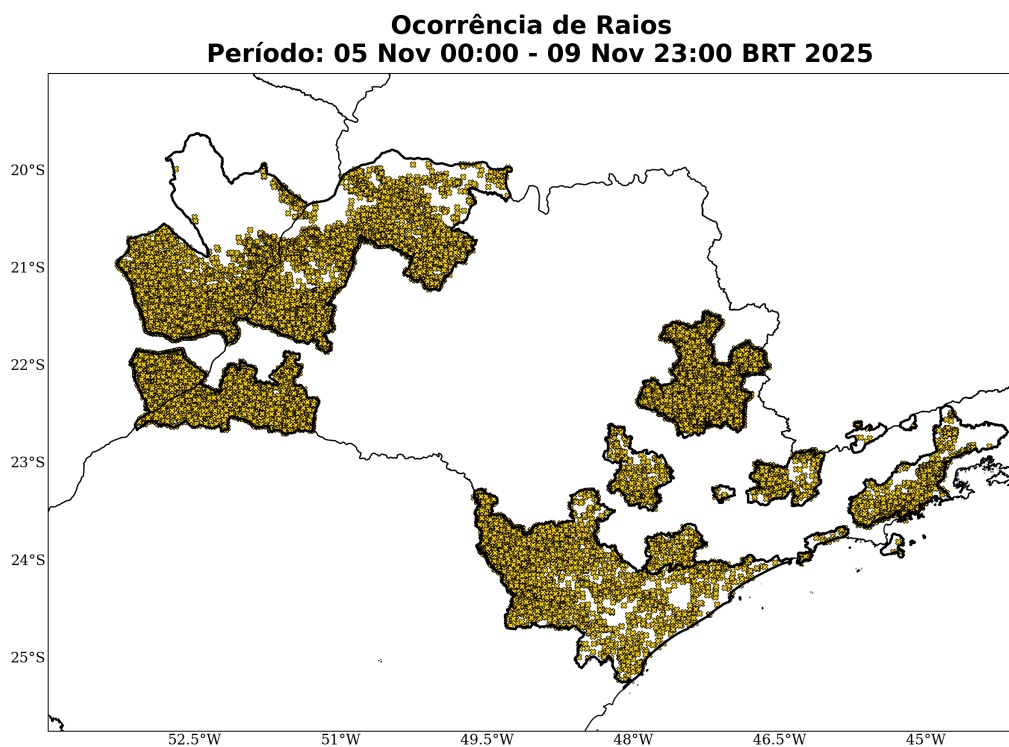 Ocorrência de Raios
Período: 05 Nov 00:00 - 09 Nov 23:00 BRT 2025
20°S
21°S
22°S
23°S
24°S
25°S
52.5°W 51°W 49.5°W 48°W 46.5°W 45°W